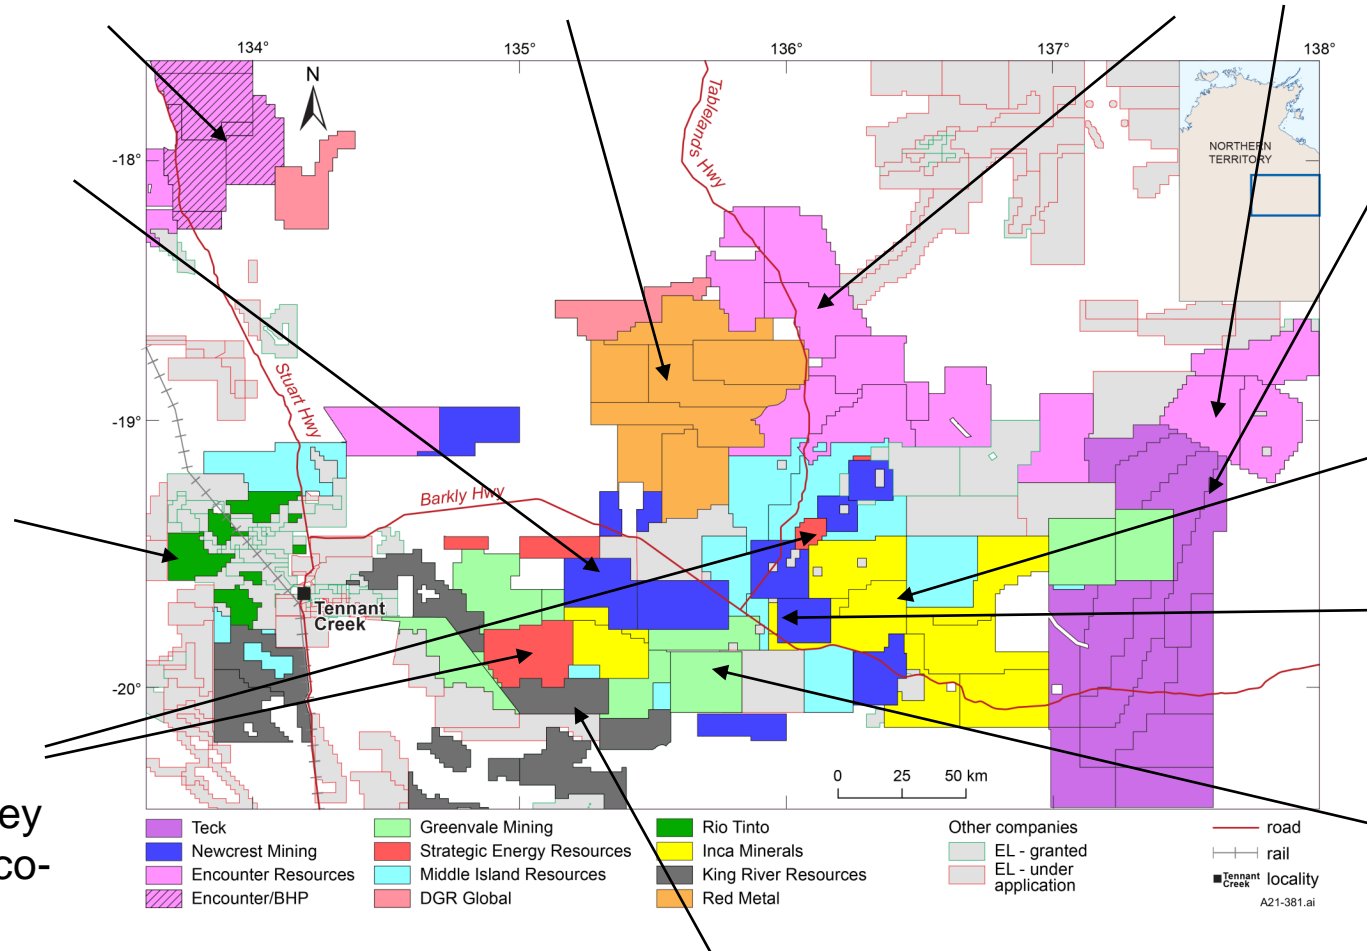 134°
135°
136°
137°
138°
N
-18°
-19°
-20°
Tablelands Hwy
Stuart Hwy
Barkly Hwy
NORTHERN
TERRITORY
Tennant
Creek
0 25 50 km
ey
co-
Teck
Newcrest Mining
Encounter Resources
Encounter/BHP
Greenvale Mining
Strategic Energy Resources
Middle Island Resources
DGR Global
Rio Tinto
Inca Minerals
King River Resources
Red Metal
Other companies
EL - granted
EL - under
application
road
rail
Tennant
Creek
locality
A21-381.ai